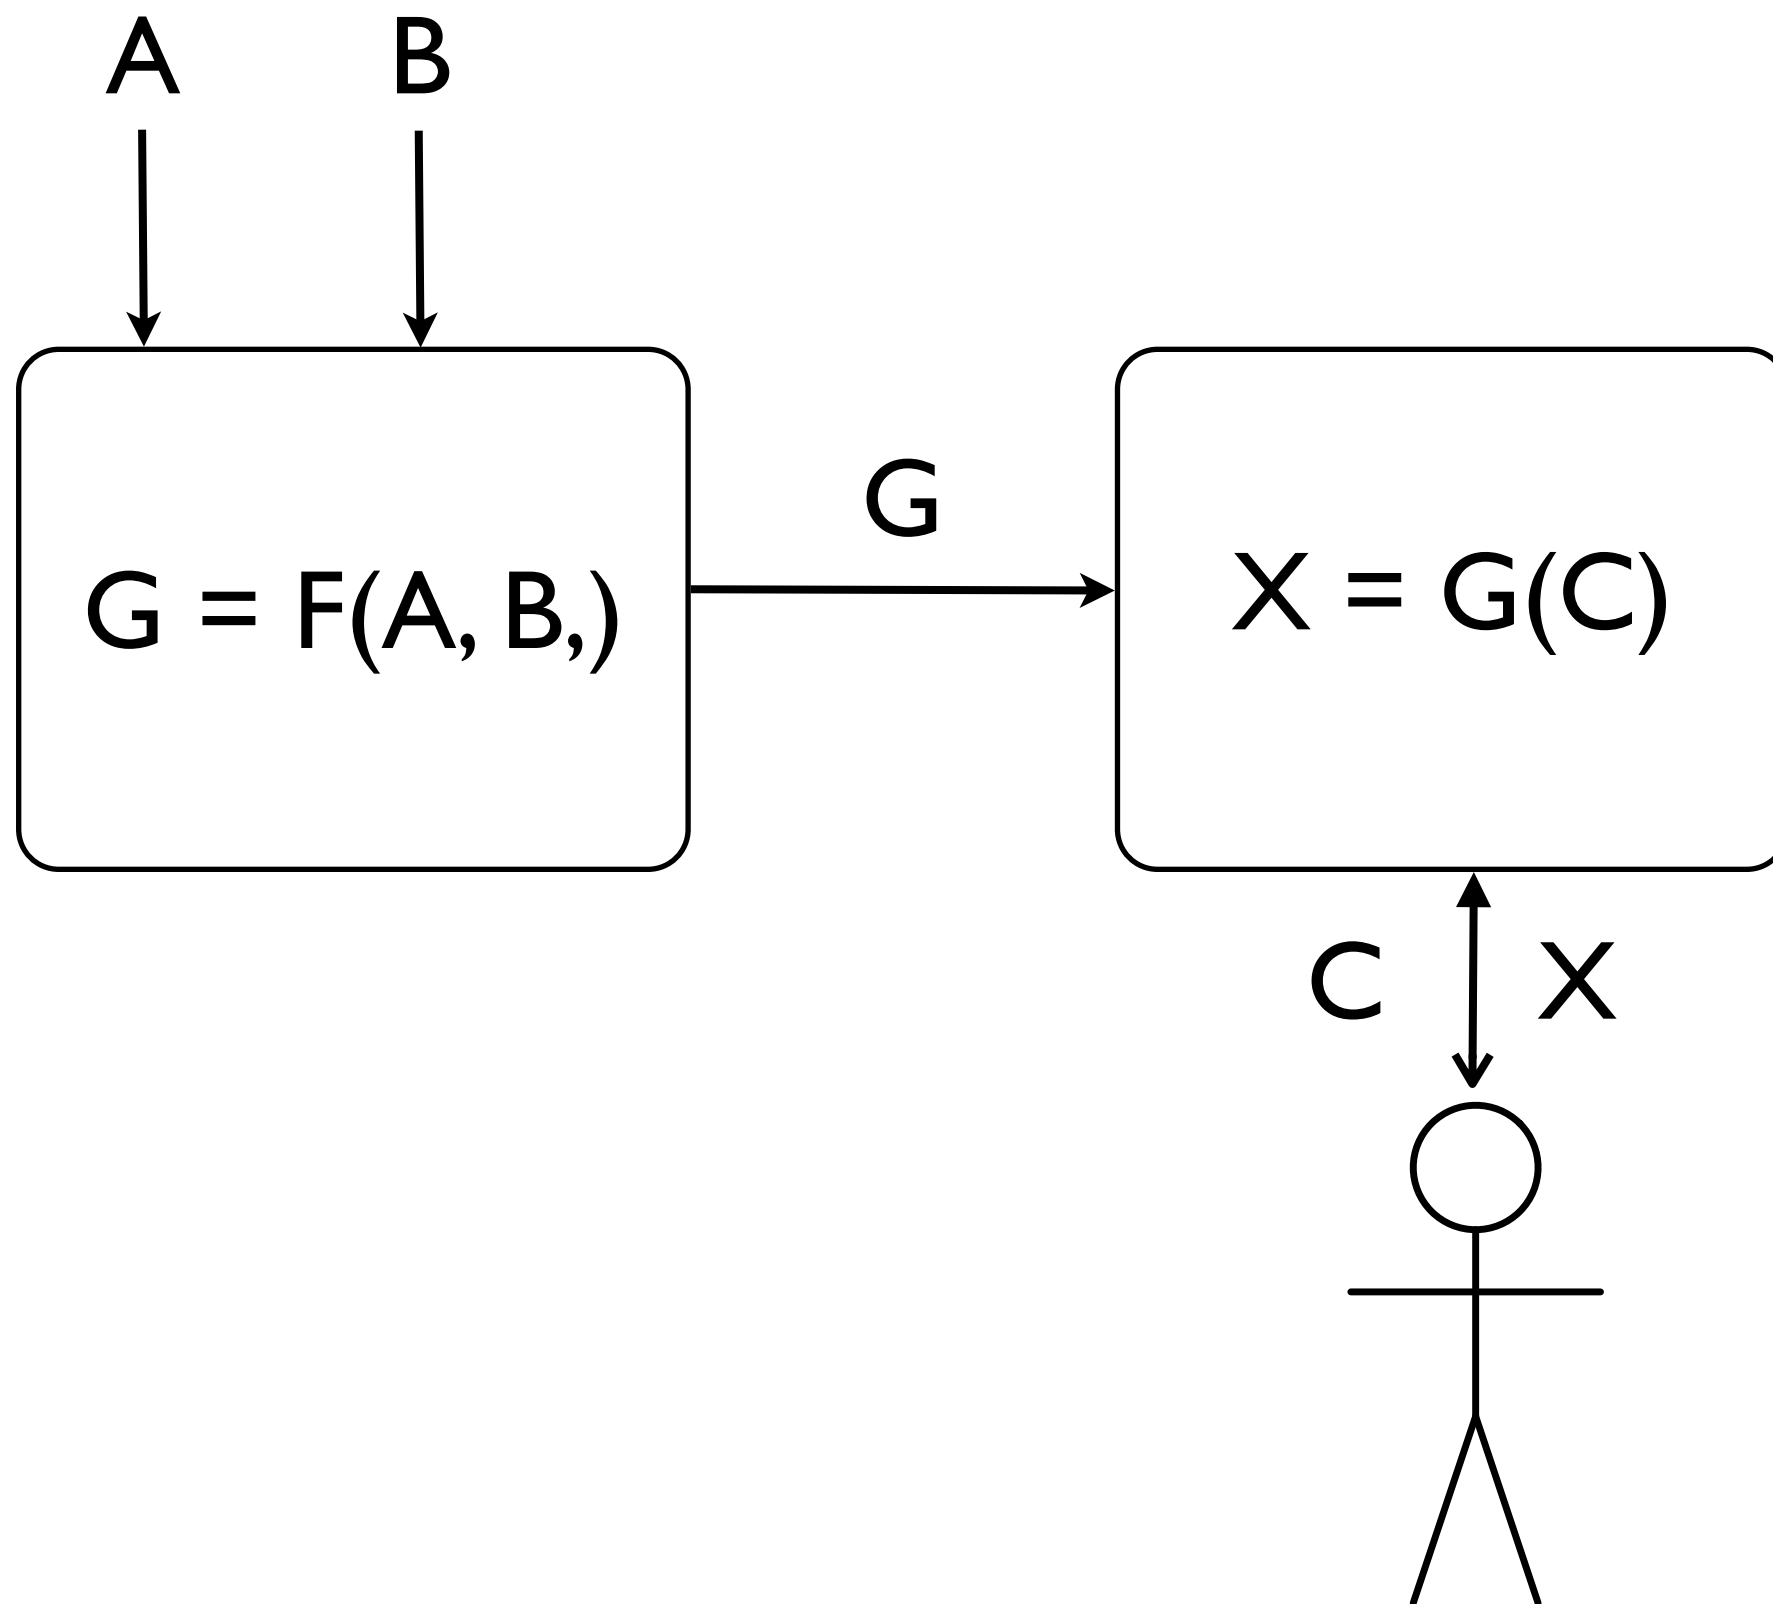 A
B
G
G = F(A, B,)
X = G(C)
C
X